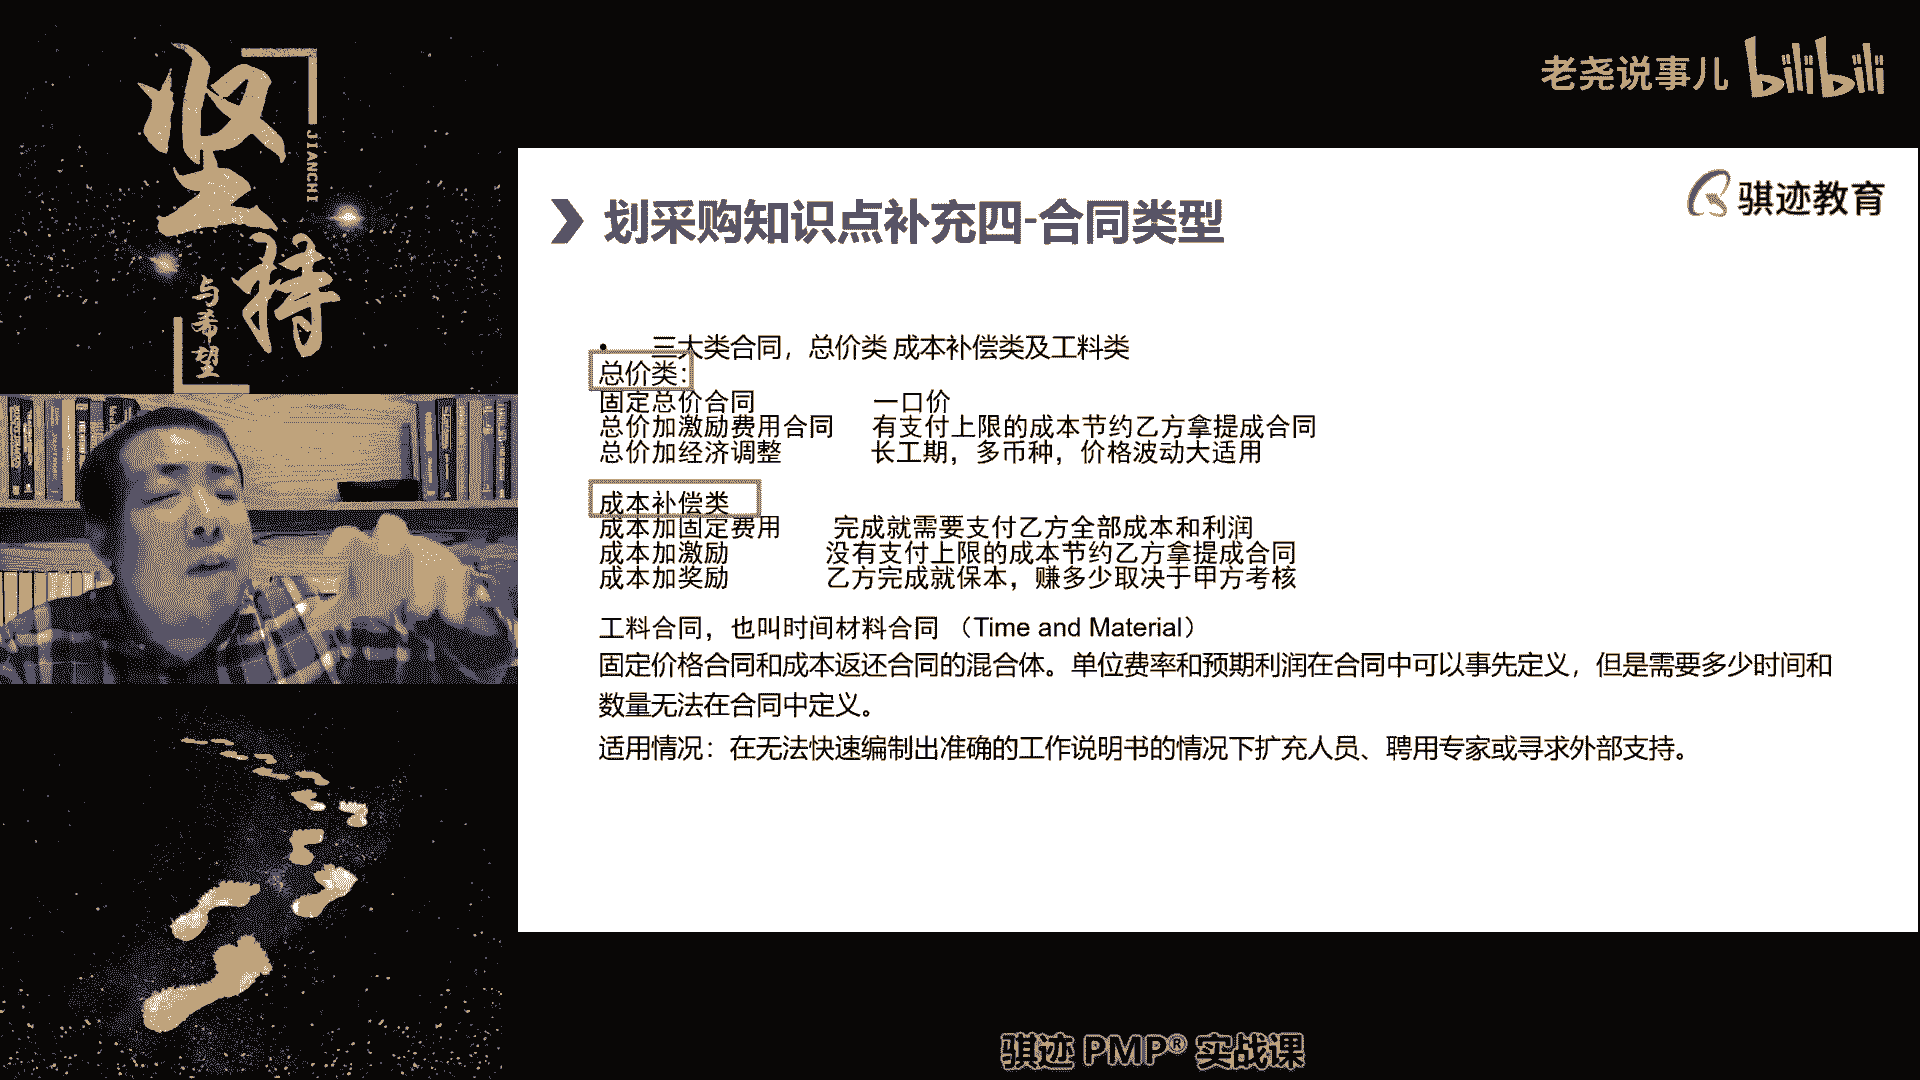 坚持
JIANCHI
与希望
老尧说事儿 bilibili
骐迹教育
划采购知识点补充四-合同类型
• 三大类合同，总价类 成本补偿类及工料类
总价类：
固定总价合同 一口价
总价加激励费用合同 有支付上限的成本节约乙方拿提成合同
总价加经济调整 长工期，多币种，价格波动大适用
成本补偿类
成本加固定费用 完成就需要支付乙方全部成本和利润
成本加激励 没有支付上限的成本节约乙方拿提成合同
成本加奖励 乙方完成就保本，赚多少取决于甲方考核
工料合同，也叫时间材料合同 （Time and Material）
固定价格合同和成本返还合同的混合体。单位费率和预期利润在合同中可以事先定义，但是需要多少时间和
数量无法在合同中定义。
适用情况：在无法快速编制出准确的工作说明书的情况下扩充人员、聘用专家或寻求外部支持。
骐迹 PMP® 实战课